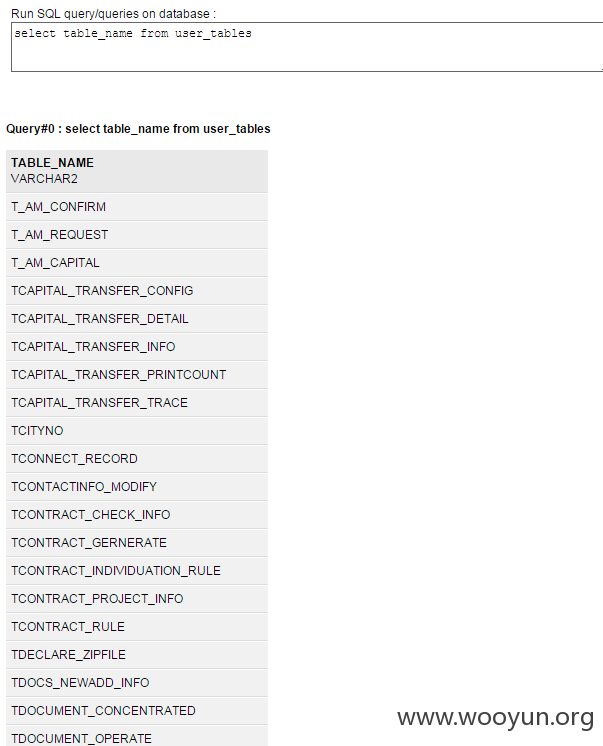 Run SQL query/queries on database :
select table_name from user_tables
Query#0 : select table_name from user_tables
TABLE_NAME
VARCHAR2
T_AM_CONFIRM
T_AM_REQUEST
T_AM_CAPITAL
TCAPITAL_TRANSFER_CONFIG
TCAPITAL_TRANSFER_DETAIL
TCAPITAL_TRANSFER_INFO
TCAPITAL_TRANSFER_PRINTCOUNT
TCAPITAL_TRANSFER_TRACE
TCITYNO
TCONNECT_RECORD
TCONTACTINFO_MODIFY
TCONTRACT_CHECK_INFO
TCONTRACT_GERNERATE
TCONTRACT_INDIVIDUATION_RULE
TCONTRACT_PROJECT_INFO
TCONTRACT_RULE
TDECLARE_ZIPFILE
TDOCS_NEWADD_INFO
TDOCUMENT_CONCENTRATED
TDOCUMENT_OPERATE
www.wooyun.org